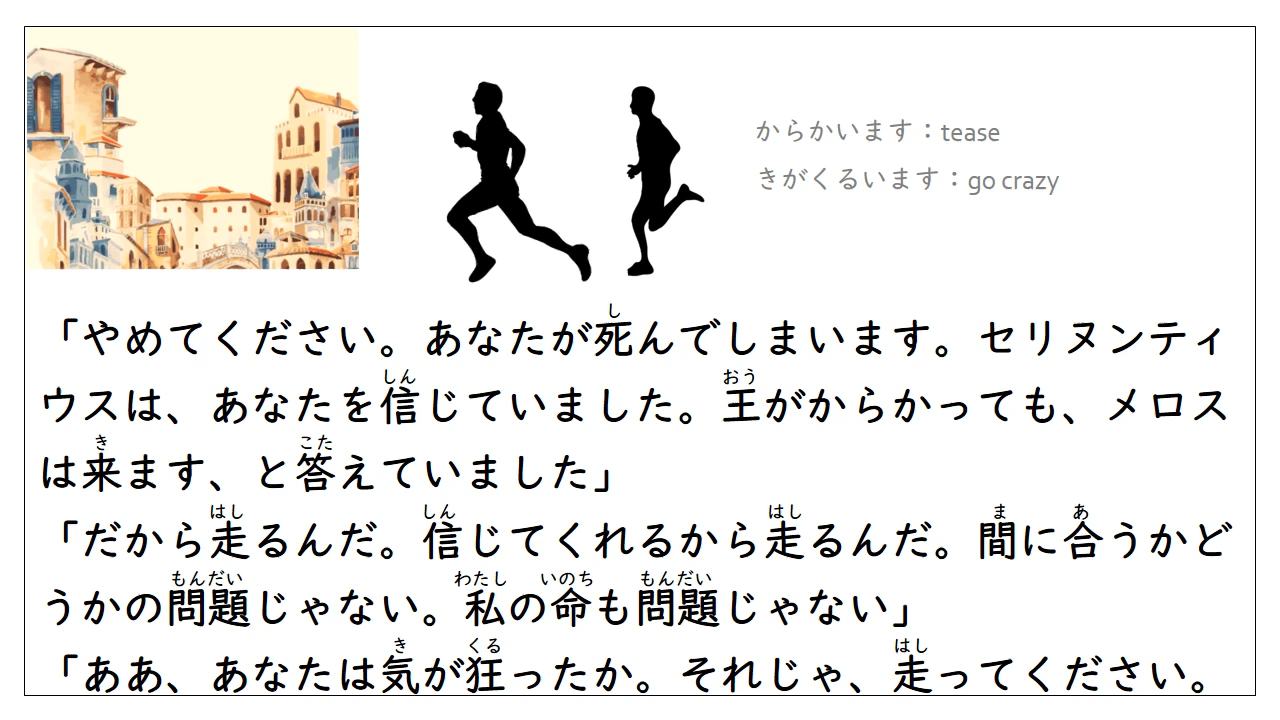 からかいます：tease
きがくるいます：go crazy
「やめてください。あなたが死んでしまいます。セリヌンティ
ウスは、あなたを信じていました。王がからかっても、メロス
は来ます、と答えていました」
「だから走るんだ。信じてくれるから走るんだ。間に合うかど
うかの問題じゃない。私の命も問題じゃない」
「ああ、あなたは気が狂ったか。それじゃ、走ってください。